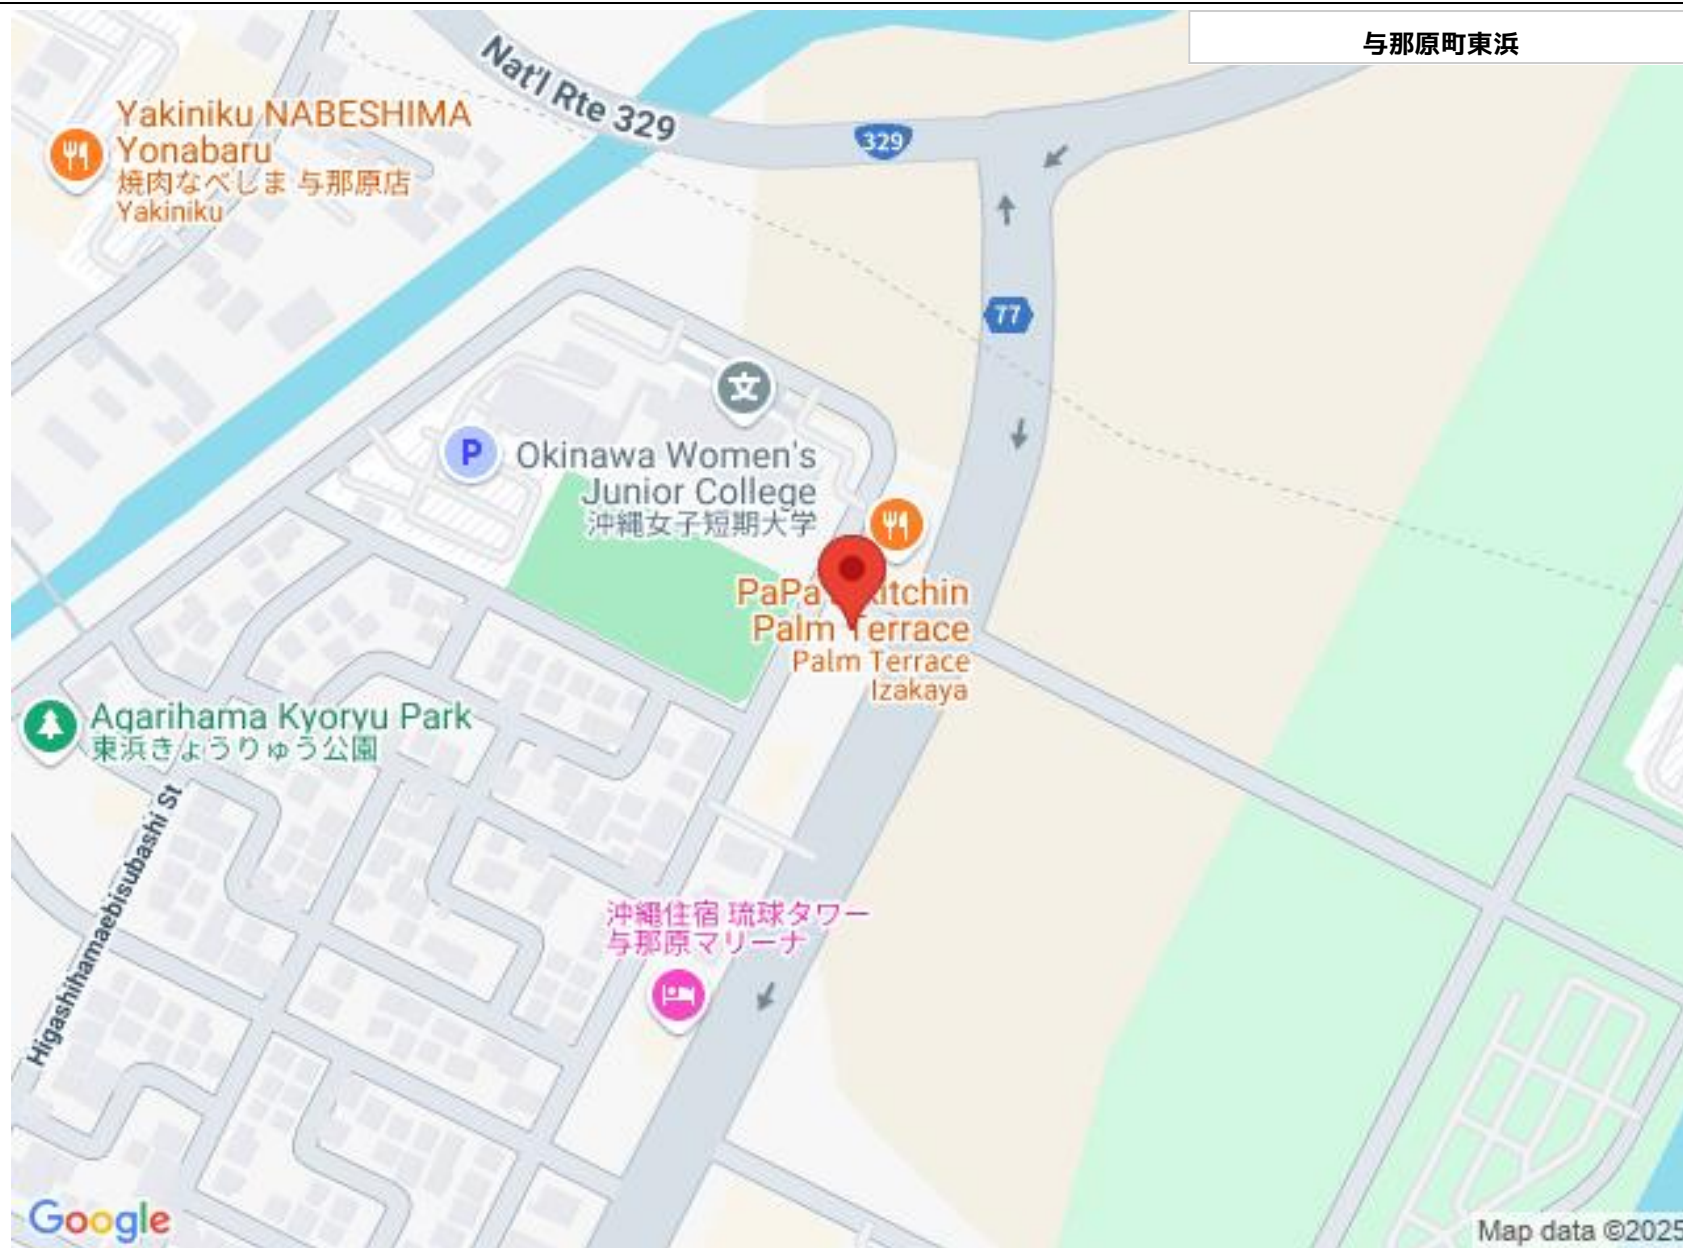 与那原町東浜
Nat'l Rte 329
329
Yakiniku NABESHIMA
Yonabaru
焼肉なべしま 与那原店
Yakiniku
77
文
P
Okinawa Women's
Junior College
沖縄女子短期大学
Palm Terrace
Palm Terrace
Izakaya
Agarihama Kyoryu Park
東浜きょうりゅう公園
Higashihamaebisubashi St
沖縄住宿 琉球タワー
与那原マリーナ
Google
Map data ©2025